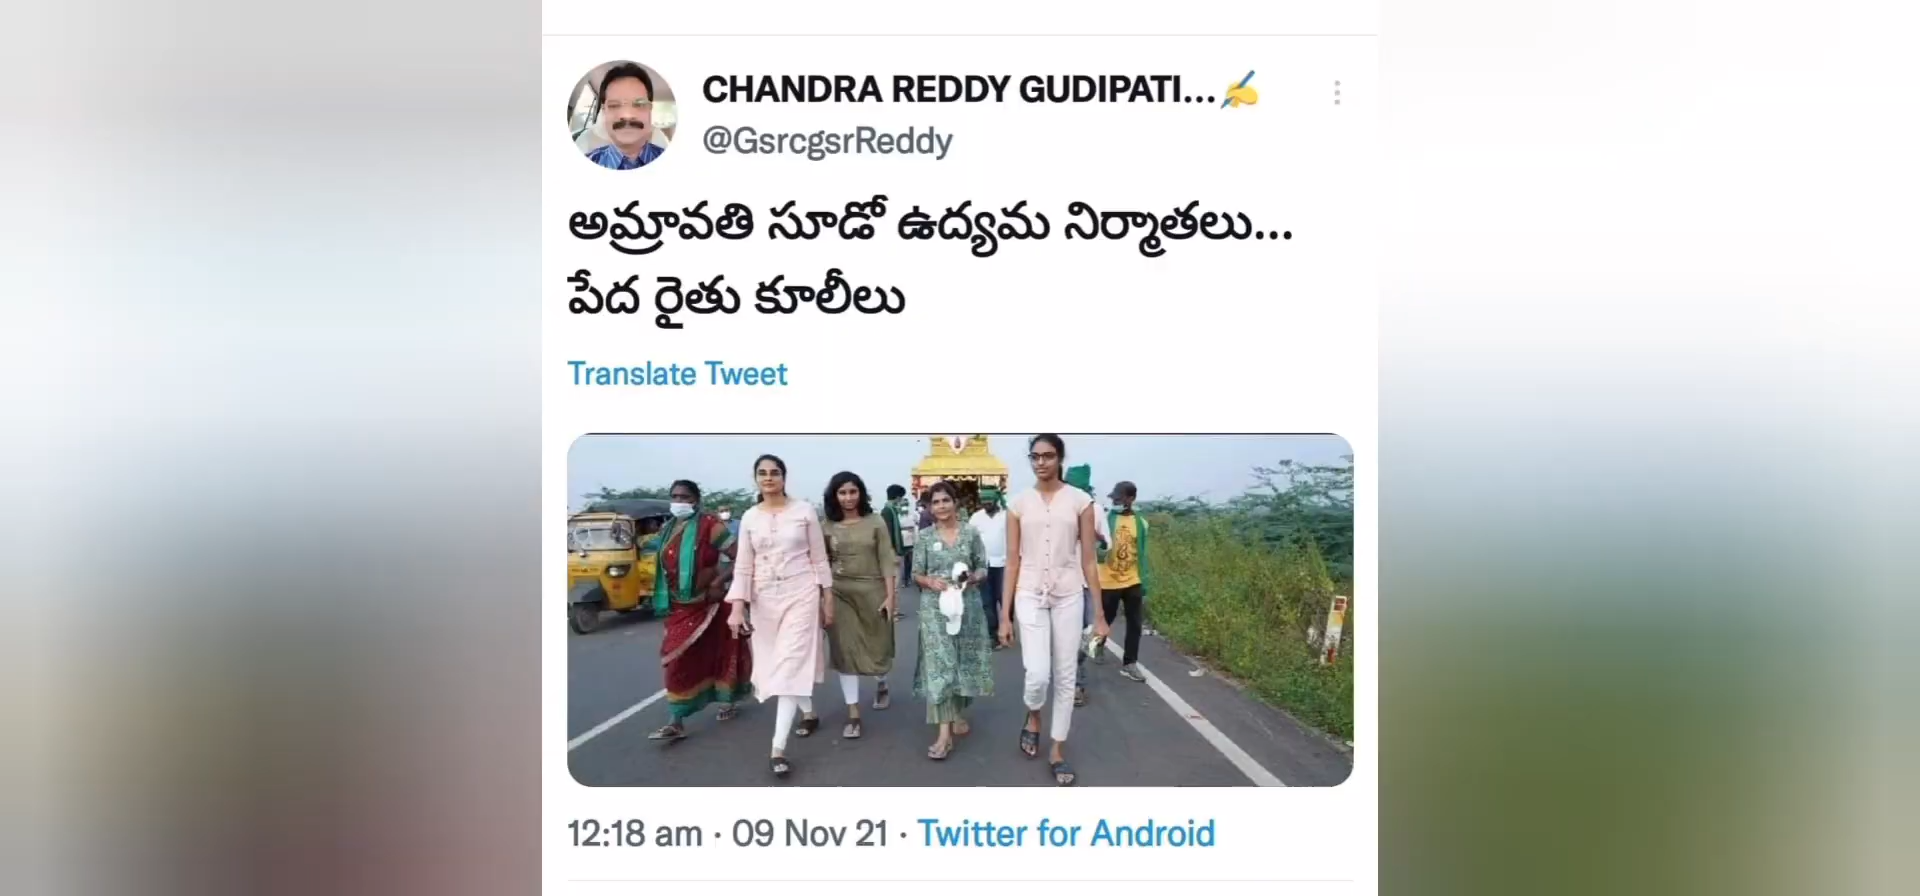 CHANDRA REDDY GUDIPATI...✍️
@GsrcgsrReddy
అమ్రావతి సూడో ఉద్యమ నిర్మాతలు...
పేద రైతు కూలీలు
Translate Tweet
12:18 am · 09 Nov 21 · Twitter for Android